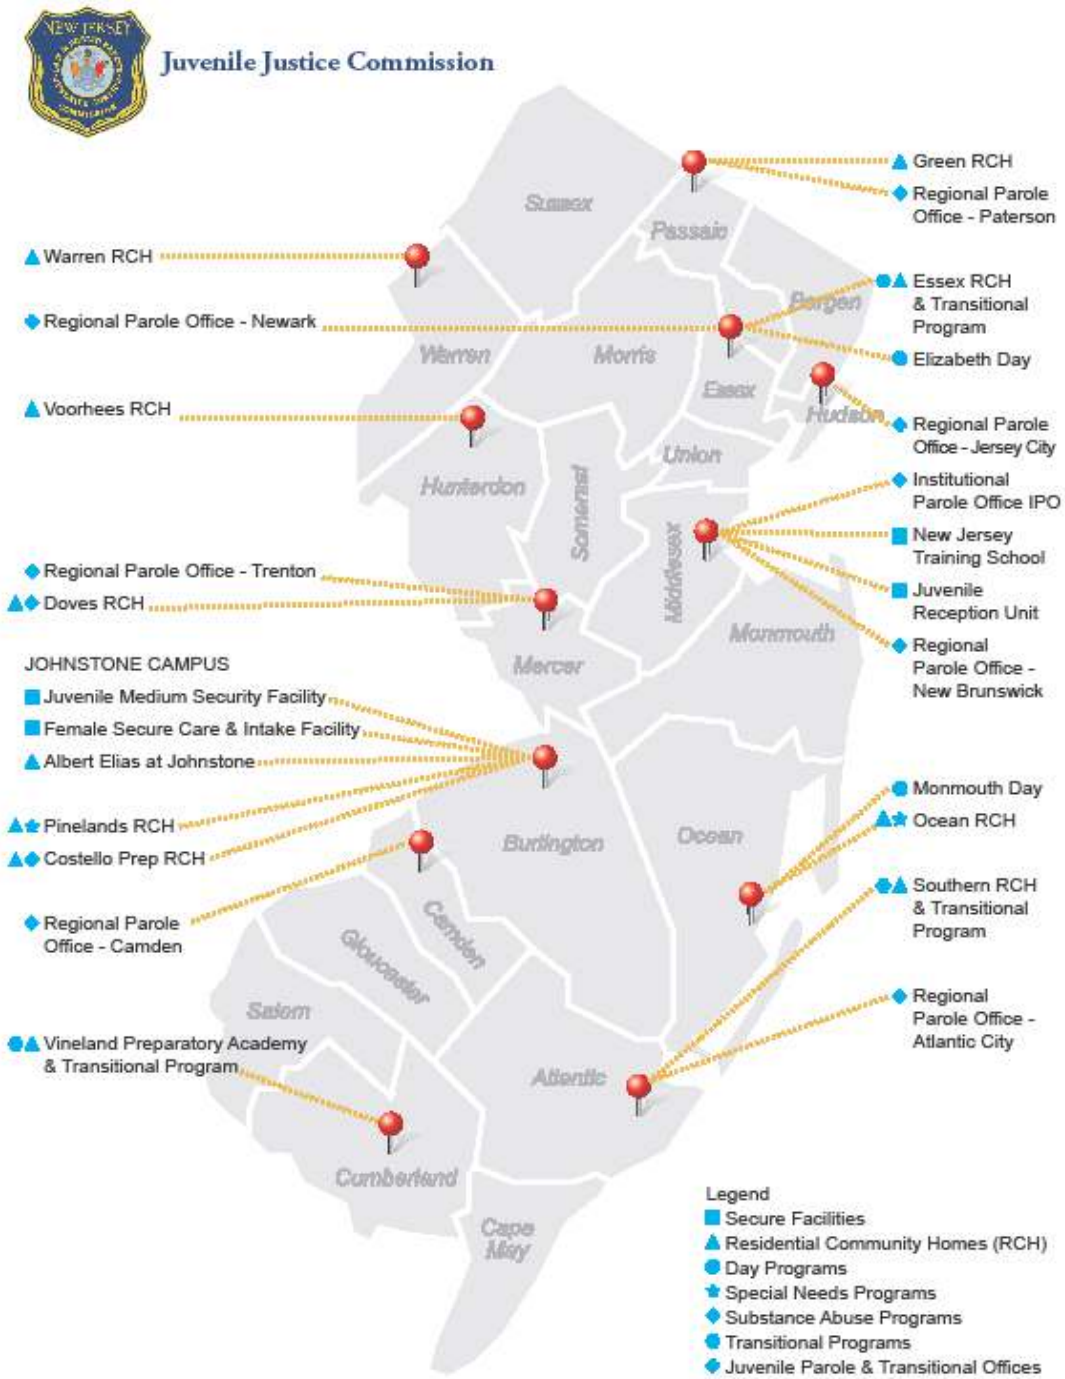 NEW JERSEY
COMMISSION
Juvenile Justice Commission
Sussex
Passaic
Bergen
Warren
Morris
Essex
Hudson
Union
Hunterdon
Somerset
Middlesex
Monmouth
Mercer
Burlington
Ocean
Camden
Gloucester
Salem
Atlantic
Cumberland
Cape
May
Warren RCH
Regional Parole Office - Newark
Voorhees RCH
Regional Parole Office - Trenton
Doves RCH
JOHNSTONE CAMPUS
Juvenile Medium Security Facility
Female Secure Care & Intake Facility
Albert Elias at Johnstone
Pinelands RCH
Costello Prep RCH
Regional Parole
Office - Camden
Vineland Preparatory Academy
& Transitional Program
Green RCH
Regional Parole
Office - Paterson
Essex RCH
& Transitional
Program
Elizabeth Day
Regional Parole
Office - Jersey City
Institutional
Parole Office IPO
New Jersey
Training School
Juvenile
Reception Unit
Regional
Parole Office -
New Brunswick
Monmouth Day
Ocean RCH
Southern RCH
& Transitional
Program
Regional
Parole Office -
Atlantic City
Legend
Secure Facilities
Residential Community Homes (RCH)
Day Programs
Special Needs Programs
Substance Abuse Programs
Transitional Programs
Juvenile Parole & Transitional Offices